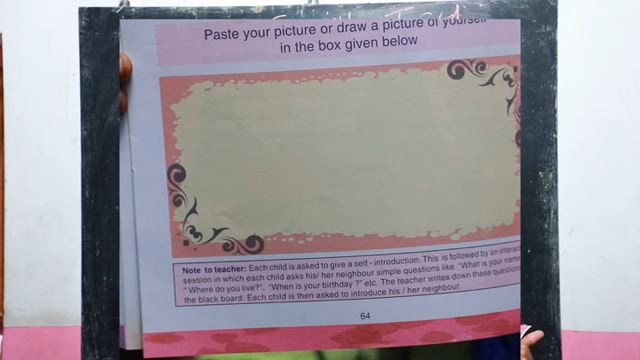 Paste your picture or draw a picture of yourself
in the box given below
Note to teacher: Each child is asked to give a self - introduction. This is followed by an
session in which each child asks his/ her neighbour simple questions like "What is your name
"Where do you live?", "When is your birthday ?" etc. The teacher writes down these question
the black board. Each child is then asked to introduce his / her neighbour.
64